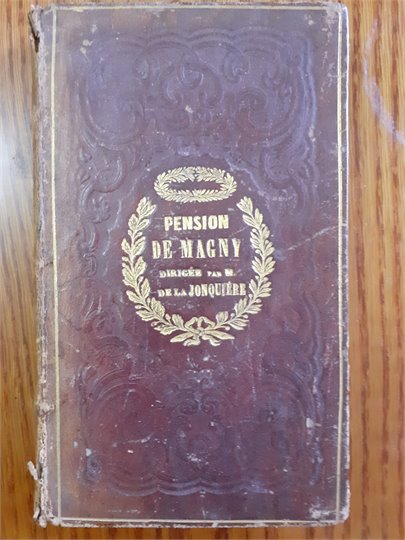 PENSION
DE MAGNY
DIRIGÉE PAR M.
DE LA JONQUIÈRE